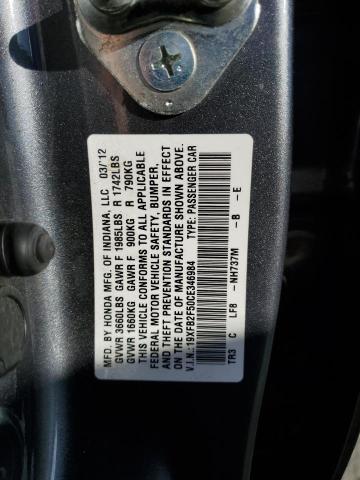 MFD. BY HONDA MFG. OF INDIANA, LLC 03/'12
GVWR 3660LBS GAWR F 1985LBS R 1742LBS
GVWR 1660KG GAWR F 900KG R 790KG
THIS VEHICLE CONFORMS TO ALL APPLICABLE
FEDERAL MOTOR VEHICLE SAFETY, BUMPER,
AND THEFT PREVENTION STANDARDS IN EFFECT
ON THE DATE OF MANUFACTURE SHOWN ABOVE.
V.I.N.: 19XFB2F50CE346984 TYPE: PASSENGER CAR
TR3 C LF8 -NH737M -B -E